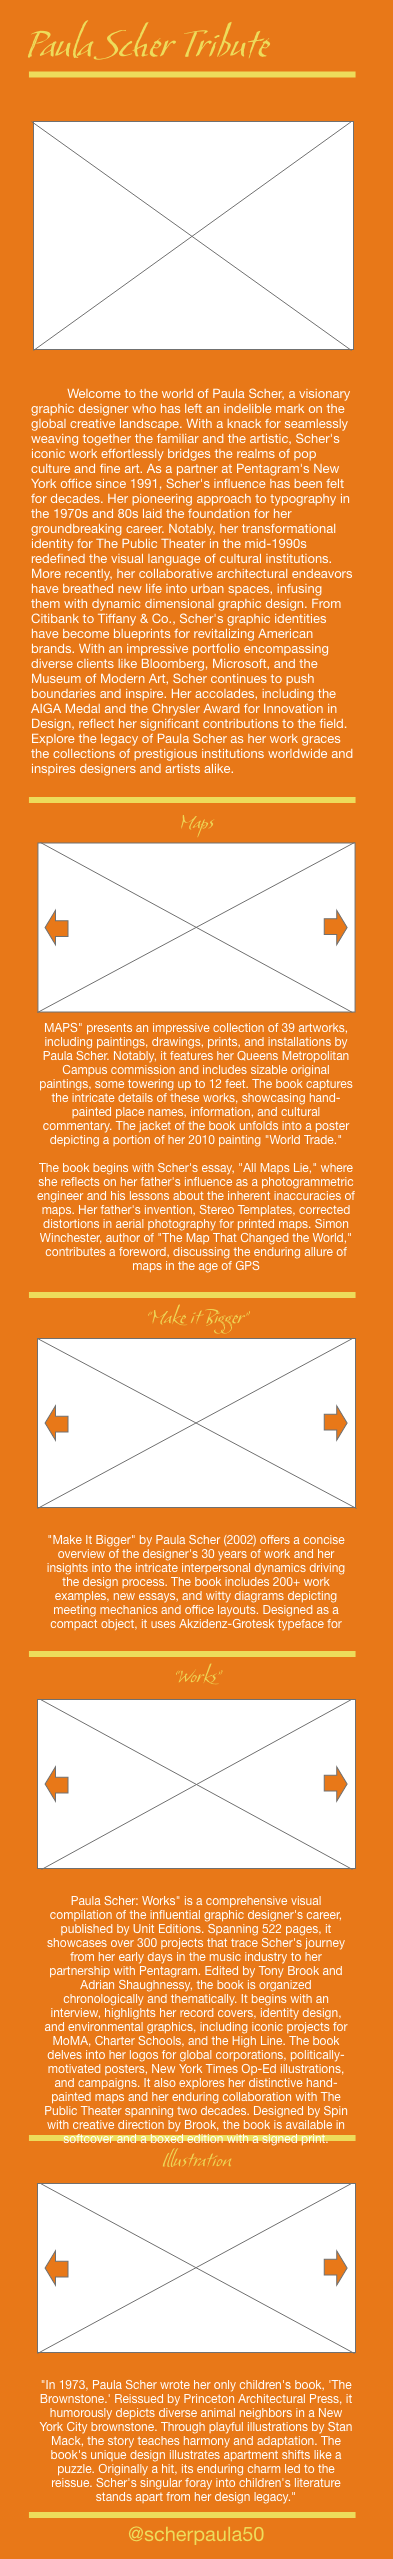 Paula Scher Tribute
Welcome to the world of Paula Scher, a visionary
graphic designer who has left an indelible mark on the
global creative landscape. With a knack for seamlessly
weaving together the familiar and the artistic, Scher's
iconic work effortlessly bridges the realms of pop
culture and fine art. As a partner at Pentagram's New
York office since 1991, Scher's influence has been felt
for decades. Her pioneering approach to typography in
the 1970s and 80s laid the foundation for her
groundbreaking career. Notably, her transformational
identity for The Public Theater in the mid-1990s
redefined the visual language of cultural institutions.
More recently, her collaborative architectural endeavors
have breathed new life into urban spaces, infusing
them with dynamic dimensional graphic design. From
Citibank to Tiffany & Co., Scher's graphic identities
have become blueprints for revitalizing American
brands. With an impressive portfolio encompassing
diverse clients like Bloomberg, Microsoft, and the
Museum of Modern Art, Scher continues to push
boundaries and inspire. Her accolades, including the
AIGA Medal and the Chrysler Award for Innovation in
Design, reflect her significant contributions to the field.
Explore the legacy of Paula Scher as her work graces
the collections of prestigious institutions worldwide and
inspires designers and artists alike.
Maps
MAPS" presents an impressive collection of 39 artworks,
including paintings, drawings, prints, and installations by
Paula Scher. Notably, it features her Queens Metropolitan
Campus commission and includes sizable original
paintings, some towering up to 12 feet. The book captures
the intricate details of these works, showcasing hand-
painted place names, information, and cultural
commentary. The jacket of the book unfolds into a poster
depicting a portion of her 2010 painting "World Trade."
The book begins with Scher's essay, "All Maps Lie," where
she reflects on her father's influence as a photogrammetric
engineer and his lessons about the inherent inaccuracies of
maps. Her father's invention, Stereo Templates, corrected
distortions in aerial photography for printed maps. Simon
Winchester, author of "The Map That Changed the World,"
contributes a foreword, discussing the enduring allure of
maps in the age of GPS
"Make it Bigger"
"Make It Bigger" by Paula Scher (2002) offers a concise
overview of the designer's 30 years of work and her
insights into the intricate interpersonal dynamics driving
the design process. The book includes 200+ work
examples, new essays, and witty diagrams depicting
meeting mechanics and office layouts. Designed as a
compact object, it uses Akzidenz-Grotesk typeface for
"Works"
Paula Scher: Works" is a comprehensive visual
compilation of the influential graphic designer's career,
published by Unit Editions. Spanning 522 pages, it
showcases over 300 projects that trace Scher's journey
from her early days in the music industry to her
partnership with Pentagram. Edited by Tony Brook and
Adrian Shaughnessy, the book is organized
chronologically and thematically. It begins with an
interview, highlights her record covers, identity design,
and environmental graphics, including iconic projects for
MoMA, Charter Schools, and the High Line. The book
delves into her logos for global corporations, politically-
motivated posters, New York Times Op-Ed illustrations,
and campaigns. It also explores her distinctive hand-
painted maps and her enduring collaboration with The
Public Theater spanning two decades. Designed by Spin
with creative direction by Brook, the book is available in
softcover and a boxed edition with a signed print.
Illustration
"In 1973, Paula Scher wrote her only children's book, 'The
Brownstone.' Reissued by Princeton Architectural Press, it
humorously depicts diverse animal neighbors in a New
York City brownstone. Through playful illustrations by Stan
Mack, the story teaches harmony and adaptation. The
book's unique design illustrates apartment shifts like a
puzzle. Originally a hit, its enduring charm led to the
reissue. Scher's singular foray into children's literature
stands apart from her design legacy."
@scherpaula50